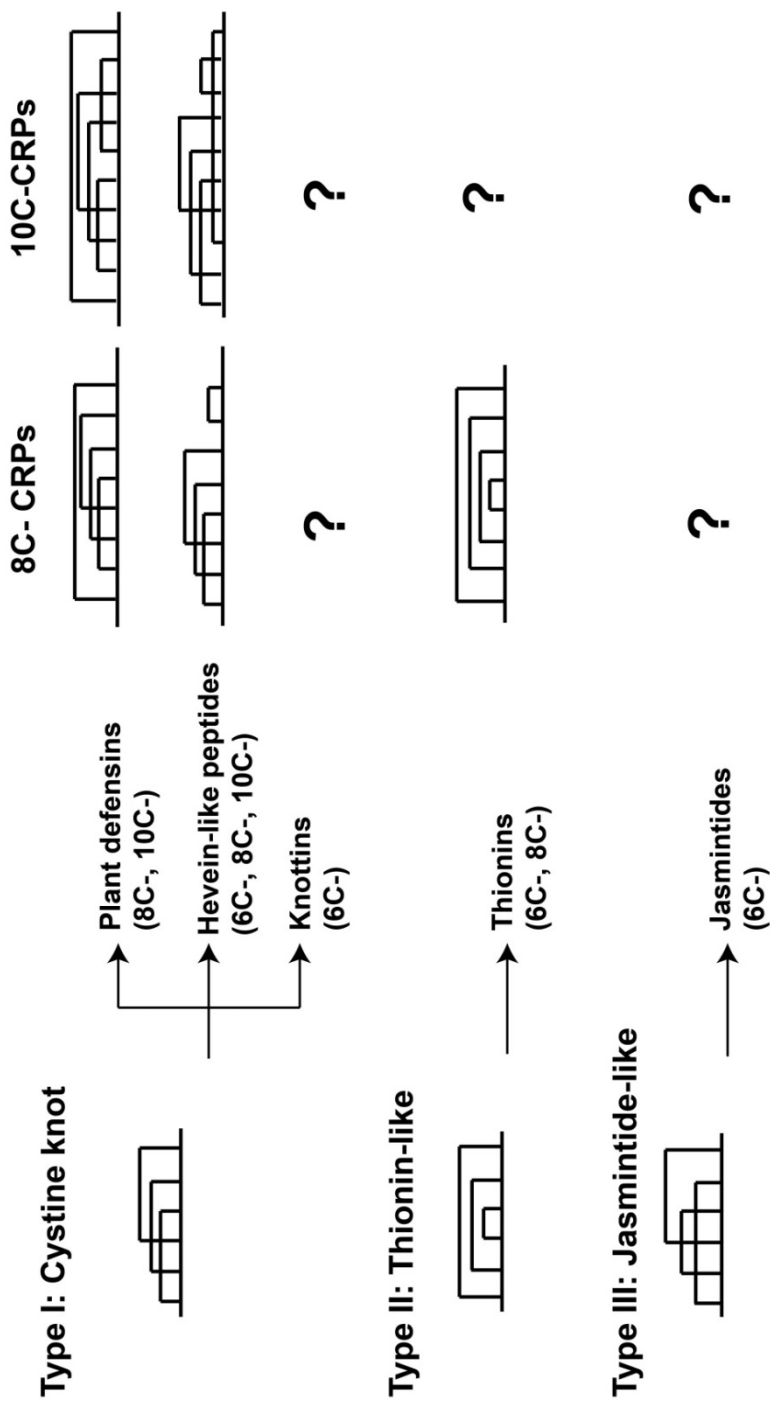 8C- CRPs
10C-CRPs
Type I: Cystine knot
Plant defensins
(8C-, 10C-)
Hevein-like peptides
(6C-, 8C-, 10C-)
Knottins
(6C-)
?
?
Type II: Thionin-like
Thionins
(6C-, 8C-)
?
Type III: Jasmintide-like
Jasmintides
(6C-)
?
?